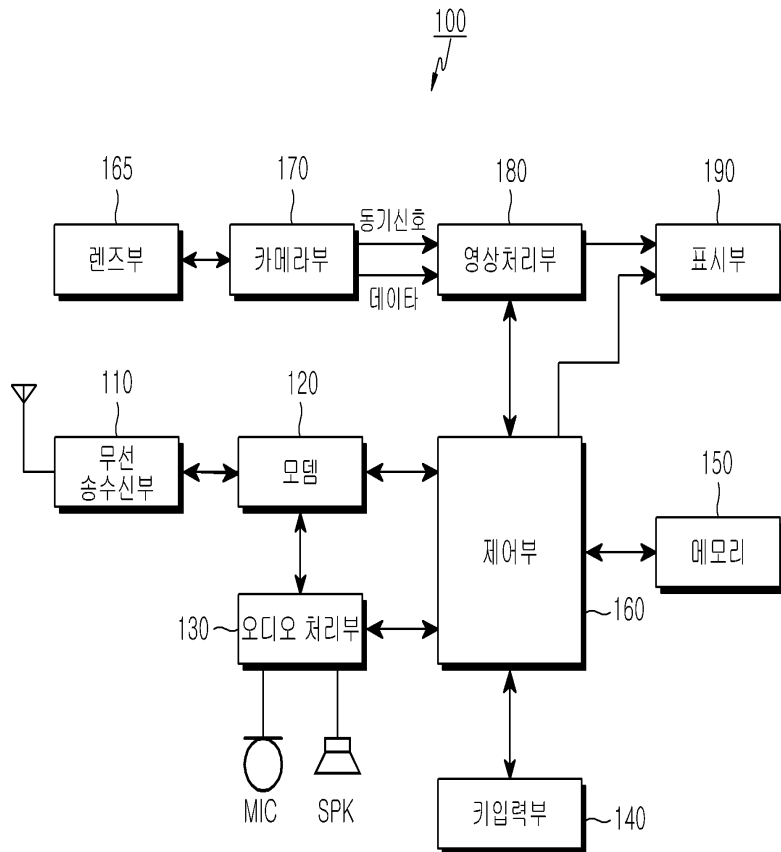 100
165
170
180
190
렌즈부
카메라부
동기신호
데이타
영상처리부
표시부
110
120
150
무선
송수신부
모뎀
제어부
메모리
130
오디오 처리부
160
MIC
SPK
키입력부
140